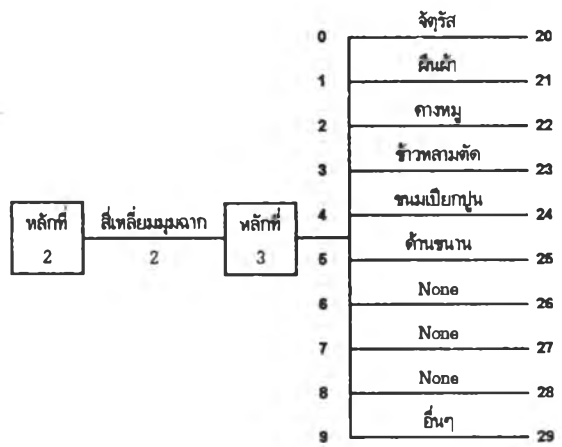 0 จัตุรัส 20
1 ผืนผ้า 21
2 คางหมู 22
3 ข้าวหลามตัด 23
4 ขนมเปียกปูน 24
หลักที่ 2 สี่เหลี่ยมมุมฉาก 2 หลักที่ 3
5 ด้านขนาน 25
6 None 26
7 None 27
8 None 28
9 อื่นๆ 29